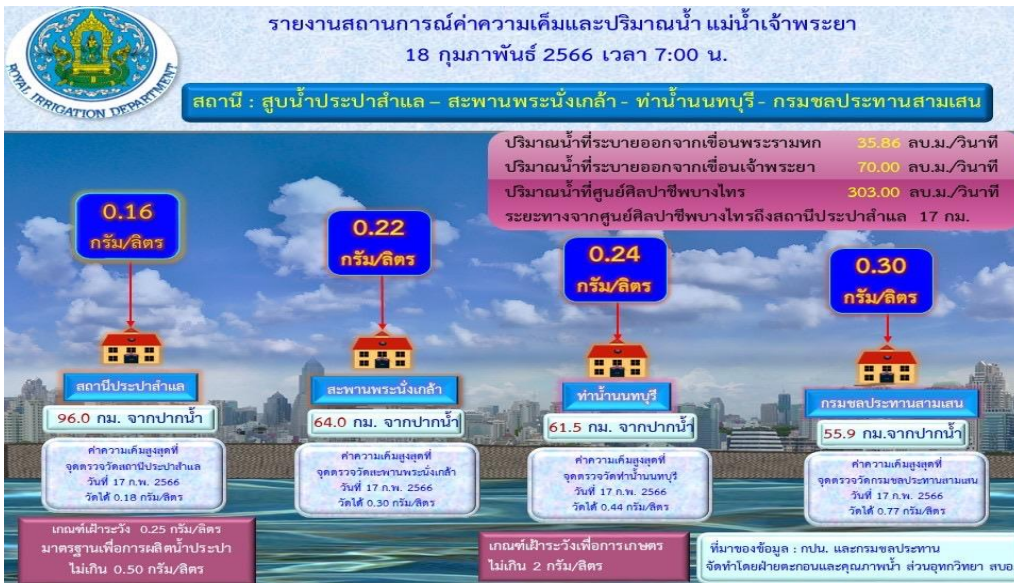 รายงานสถานการณ์ค่าความเค็มและปริมาณน้ำ แม่น้ำเจ้าพระยา
18 กุมภาพันธ์ 2566 เวลา 7:00 น.
ROYAL IRRIGATION DEPARTMENT
สถานี : สูบน้ำประปาสำแล – สะพานพระนั่งเกล้า - ท่าน้ำนนทบุรี - กรมชลประทานสามเสน
ปริมาณน้ำที่ระบายออกจากเขื่อนพระรามหก 35.86 ลบ.ม./วินาที
ปริมาณน้ำที่ระบายออกจากเขื่อนเจ้าพระยา 70.00 ลบ.ม./วินาที
ปริมาณน้ำที่ศูนย์ศิลปาชีพบางไทร 303.00 ลบ.ม./วินาที
ระยะทางจากศูนย์ศิลปาชีพบางไทรถึงสถานีประปาสำแล 17 กม.
0.16
กรัม/ลิตร
สถานีประปาสำแล
96.0 กม. จากปากน้ำ
ค่าความเค็มสูงสุดที่
จุดตรวจวัดสถานีประปาสำแล
วันที่ 17 ก.พ. 2566
วัดได้ 0.18 กรัม/ลิตร
0.22
กรัม/ลิตร
สะพานพระนั่งเกล้า
64.0 กม. จากปากน้ำ
ค่าความเค็มสูงสุดที่
จุดตรวจวัดสะพานพระนั่งเกล้า
วันที่ 17 ก.พ. 2566
วัดได้ 0.30 กรัม/ลิตร
0.24
กรัม/ลิตร
ท่าน้ำนนทบุรี
61.5 กม. จากปากน้ำ
ค่าความเค็มสูงสุดที่
จุดตรวจวัดท่าน้ำนนทบุรี
วันที่ 17 ก.พ. 2566
วัดได้ 0.44 กรัม/ลิตร
0.30
กรัม/ลิตร
กรมชลประทานสามเสน
55.9 กม.จากปากน้ำ
ค่าความเค็มสูงสุดที่
จุดตรวจวัดกรมชลประทานสามเสน
วันที่ 17 ก.พ. 2566
วัดได้ 0.77 กรัม/ลิตร
เกณฑ์เฝ้าระวัง 0.25 กรัม/ลิตร
มาตรฐานเพื่อการผลิตน้ำประปา
ไม่เกิน 0.50 กรัม/ลิตร
เกณฑ์เฝ้าระวังเพื่อการเกษตร
ไม่เกิน 2 กรัม/ลิตร
ที่มาของข้อมูล : กปน. และกรมชลประทาน
จัดทำโดยฝ่ายตะกอนและคุณภาพน้ำ ส่วนอุทกวิทยา สบอ